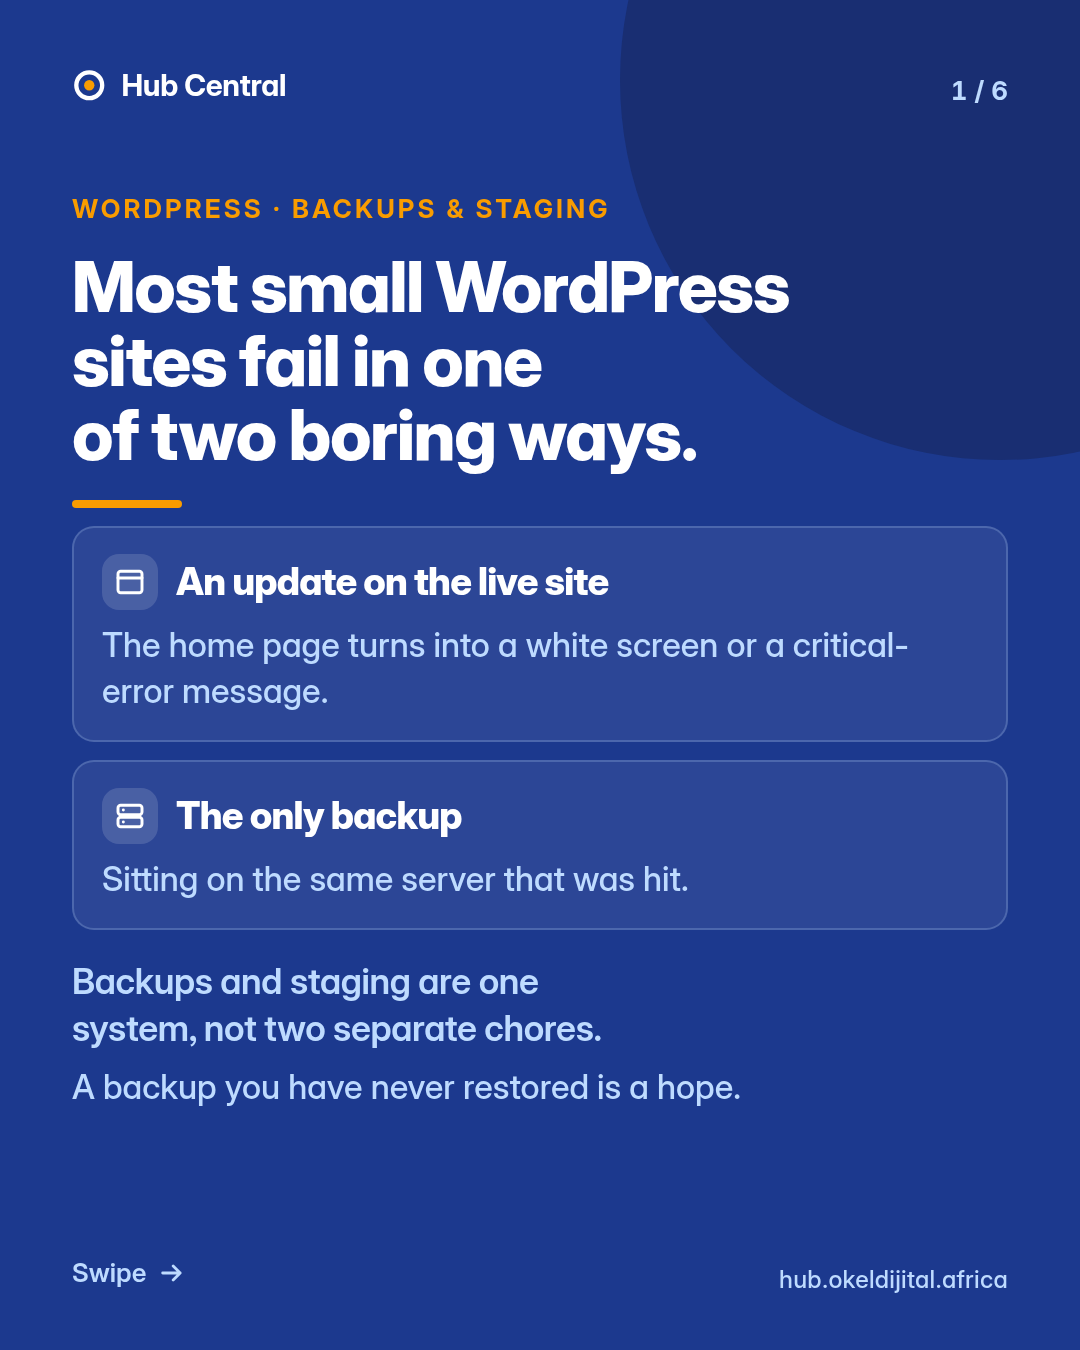 Hub Central
1 / 6
WORDPRESS · BACKUPS & STAGING
Most small WordPress
sites fail in one
of two boring ways.
An update on the live site
The home page turns into a white screen or a critical-
error message.
The only backup
Sitting on the same server that was hit.
Backups and staging are one
system, not two separate chores.
A backup you have never restored is a hope.
Swipe →
hub.okeldijital.africa